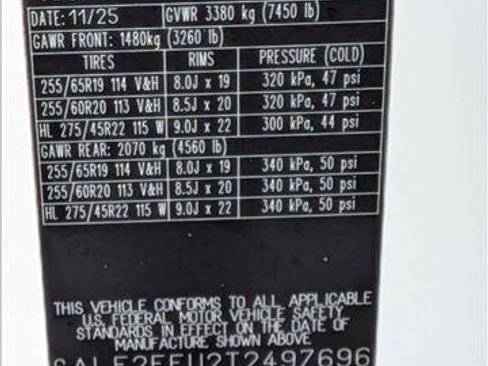 DATE: 11/25 GVWR 3380 kg (7450 lb)
GAWR FRONT: 1480kg (3260 lb)
TIRES RIMS PRESSURE (COLD)
255/65R19 114 V&H 8.0J x 19 320 kPa, 47 psi
255/60R20 113 V&H 8.5J x 20 320 kPa, 47 psi
HL 275/45R22 115 W 9.0J x 22 300 kPa, 44 psi
GAWR REAR: 2070 kg (4560 lb)
255/65R19 114 V&H 8.0J x 19 340 kPa, 50 psi
255/60R20 113 V&H 8.5J x 20 340 kPa, 50 psi
HL 275/45R22 115 W 9.0J x 22 340 kPa, 50 psi
THIS VEHICLE CONFORMS TO ALL APPLICABLE
U.S. FEDERAL MOTOR VEHICLE SAFETY
STANDARDS IN EFFECT ON THE DATE OF
MANUFACTURE SHOWN ABOVE